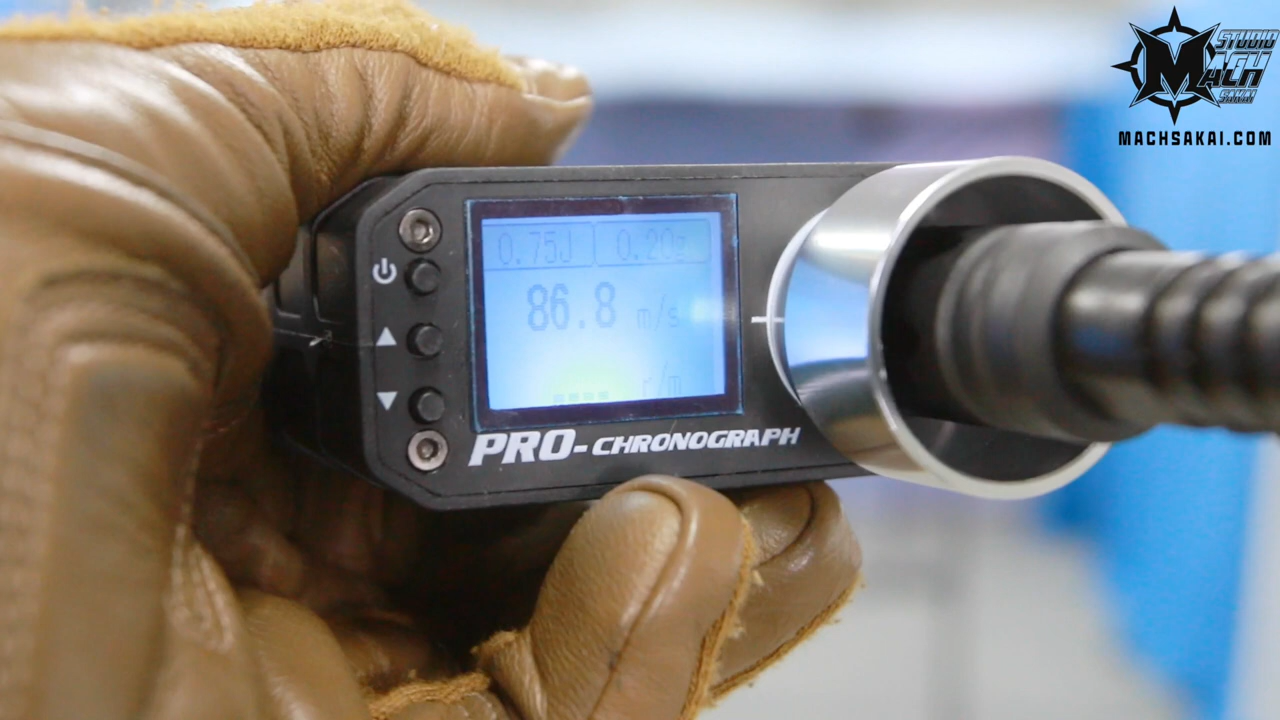 STUDIO
MACH
SAKAI
MACHSAKAI.COM
0.75J 0.20g
86.8 m/s
---- r/m
PRO-CHRONOGRAPH